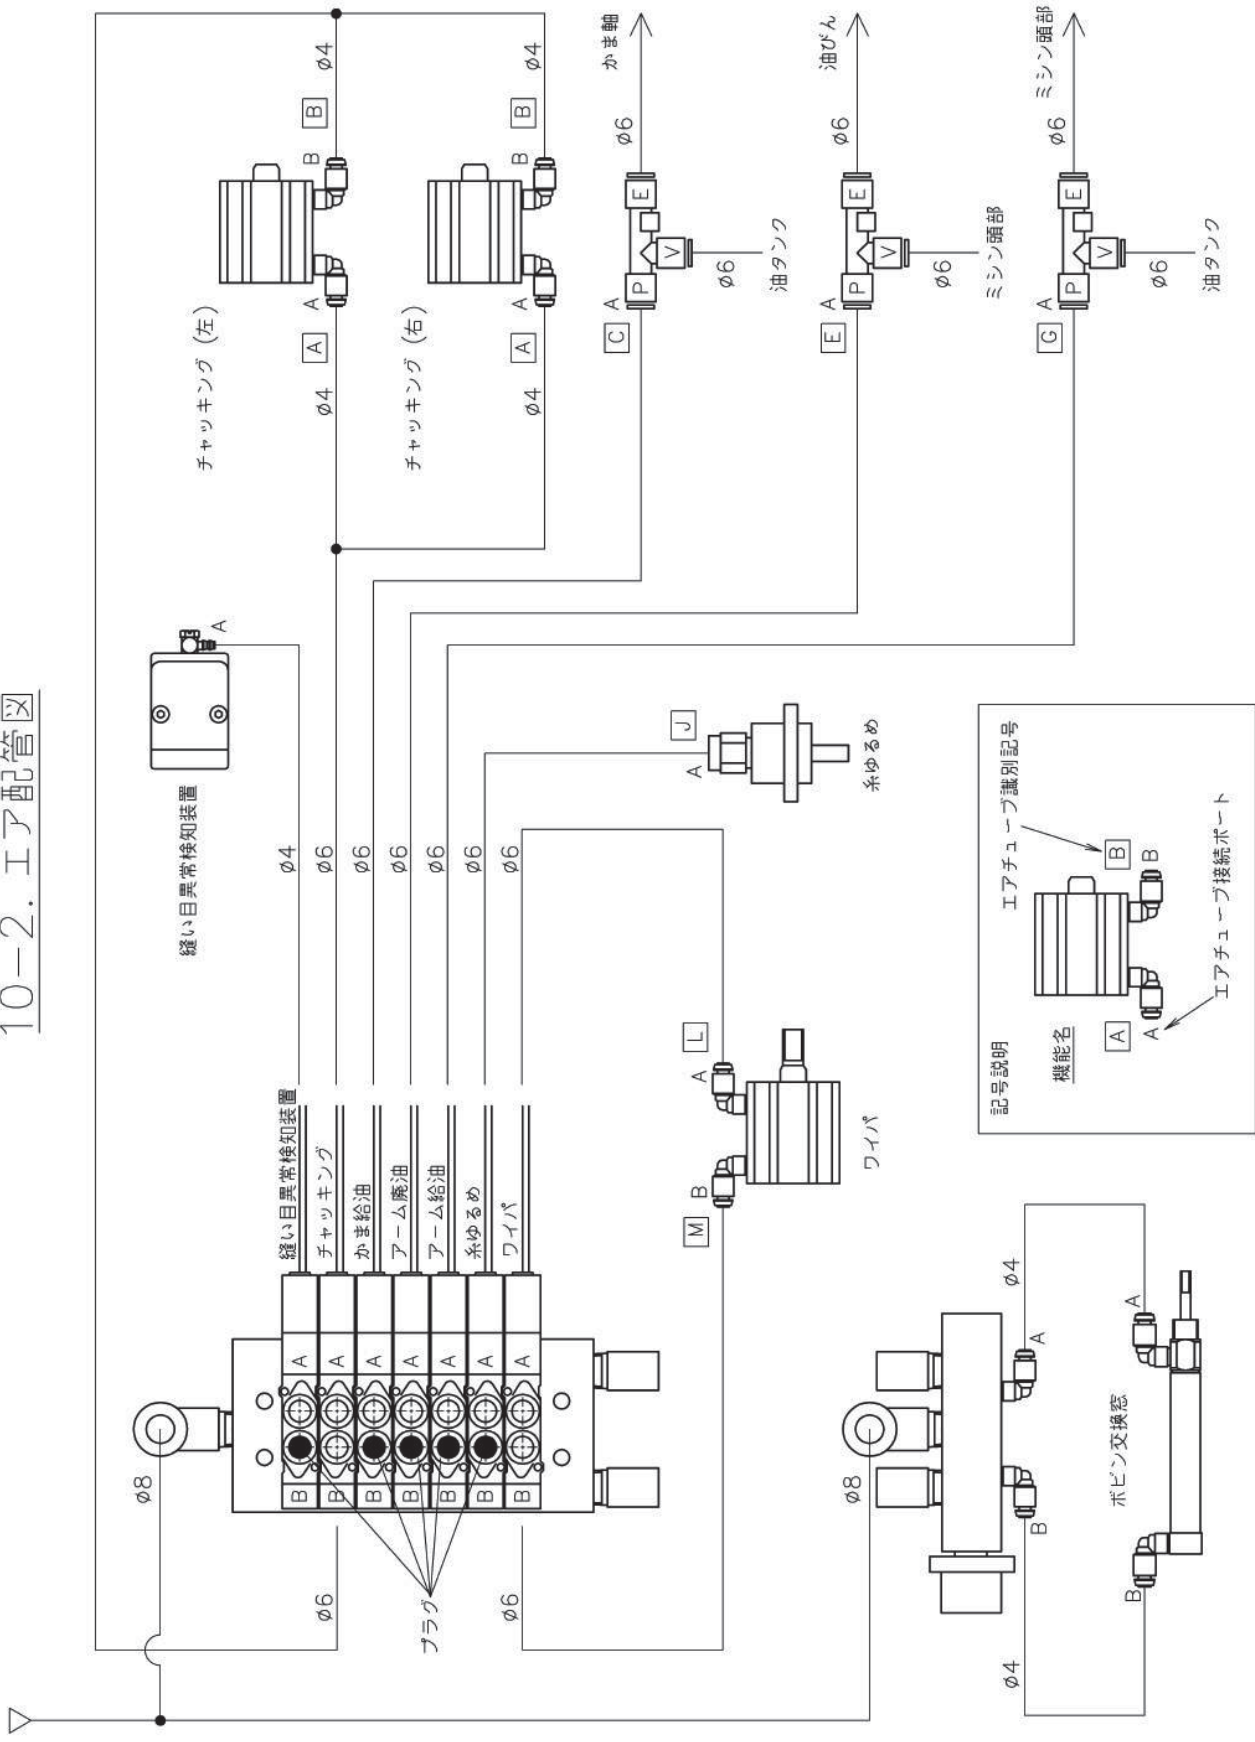 10-2. エア配管図
縫い目異常検知装置
A
チャッキング (左)
A
A
B
B
φ4
φ4
チャッキング (右)
A
A
B
B
φ4
φ4
C
A
P
E
V
φ6
かま軸
φ6
油タンク
E
A
P
E
V
φ6
油びん
φ6
ミシン頭部
G
A
P
E
V
φ6
ミシン頭部
φ6
油タンク
φ4
φ6
φ6
φ6
φ6
φ6
φ6
J
A
糸ゆるめ
縫い目異常検知装置
チャッキング
かま給油
アーム廃油
アーム給油
糸ゆるめ
ワイパ
B A
B A
B A
B A
B A
B A
B A
φ8
φ6
プラグ
φ6
M
B
A
L
ワイパ
φ8
B
A
φ4
φ4
ボビン交換窓
B
A
記号説明
機能名
エアチューブ識別記号
A
A
B
B
エアチューブ接続ポート